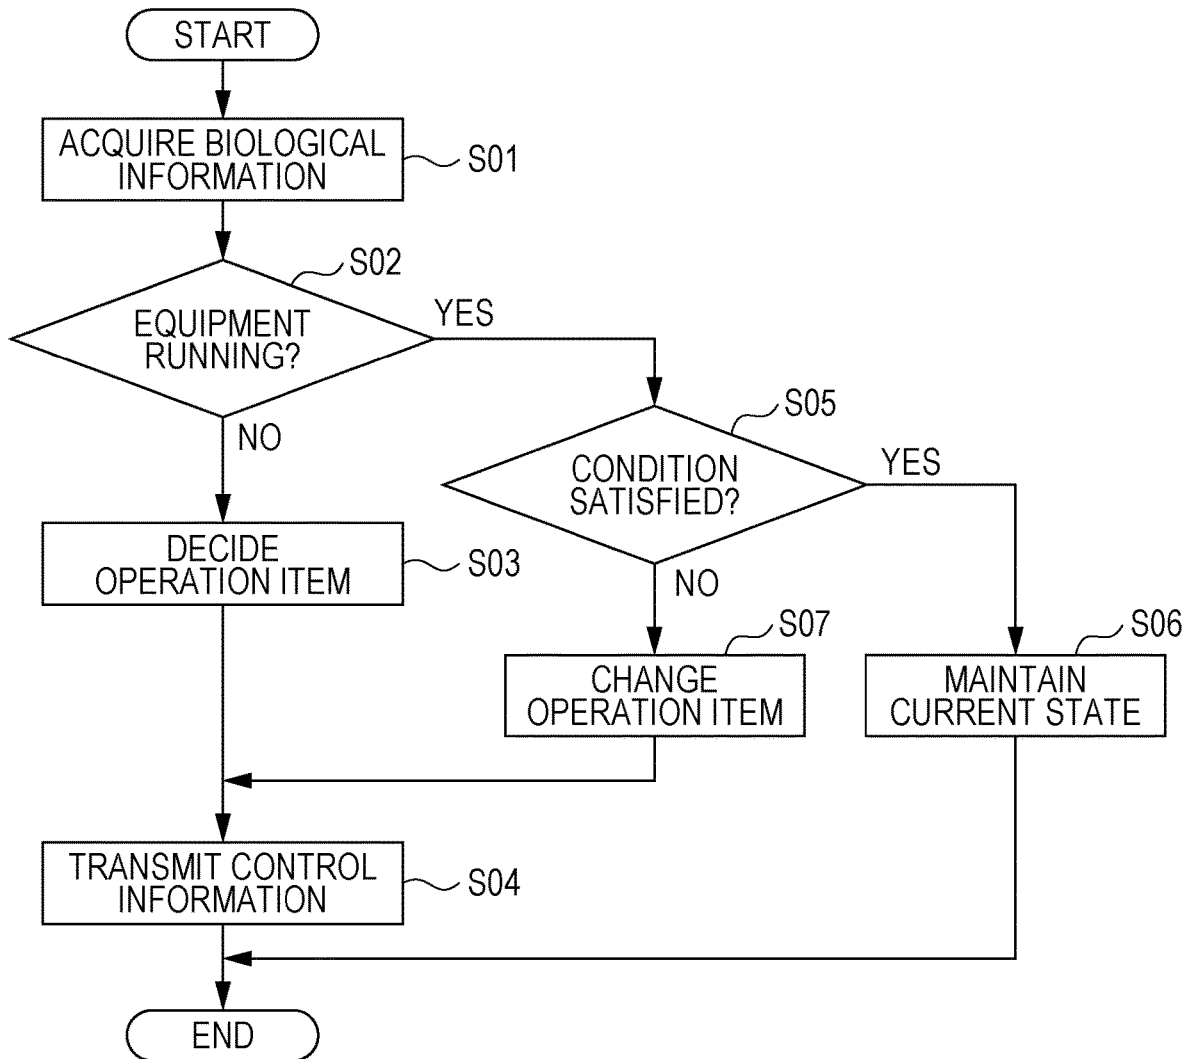 START
ACQUIRE BIOLOGICAL
INFORMATION
S01
S02
EQUIPMENT
RUNNING?
YES
NO
S05
CONDITION
SATISFIED?
YES
NO
DECIDE
OPERATION ITEM
S03
S07
CHANGE
OPERATION ITEM
S06
MAINTAIN
CURRENT STATE
TRANSMIT CONTROL
INFORMATION
S04
END